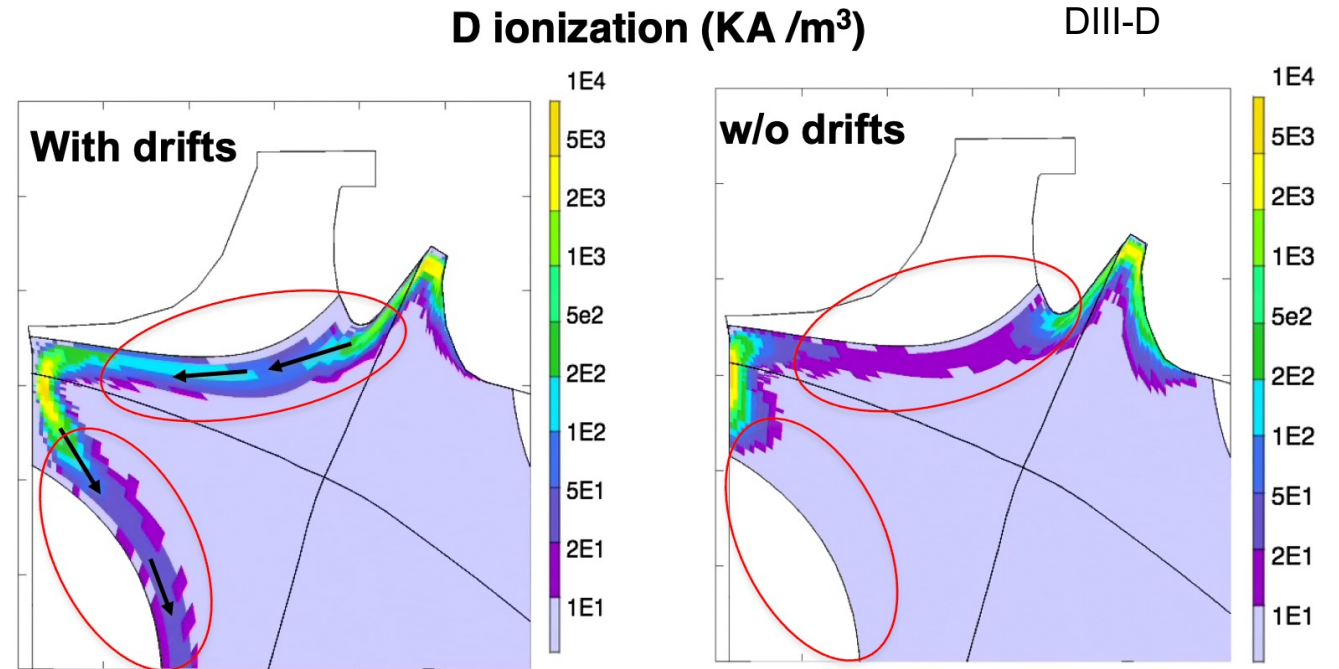 D ionization (KA /m³)
DIII-D
With drifts
1E4
5E3
2E3
1E3
5e2
2E2
1E2
5E1
2E1
1E1
w/o drifts
1E4
5E3
2E3
1E3
5e2
2E2
1E2
5E1
2E1
1E1